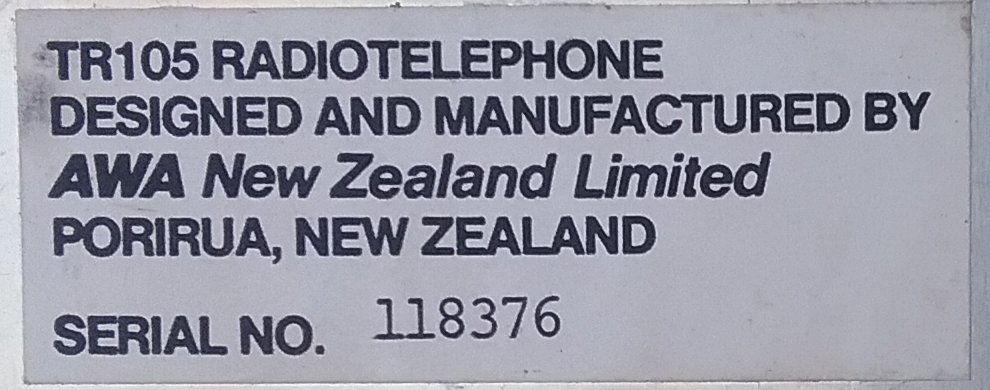 TR105 RADIOTELEPHONE
DESIGNED AND MANUFACTURED BY
AWA New Zealand Limited
PORIRUA, NEW ZEALAND
SERIAL NO. 118376